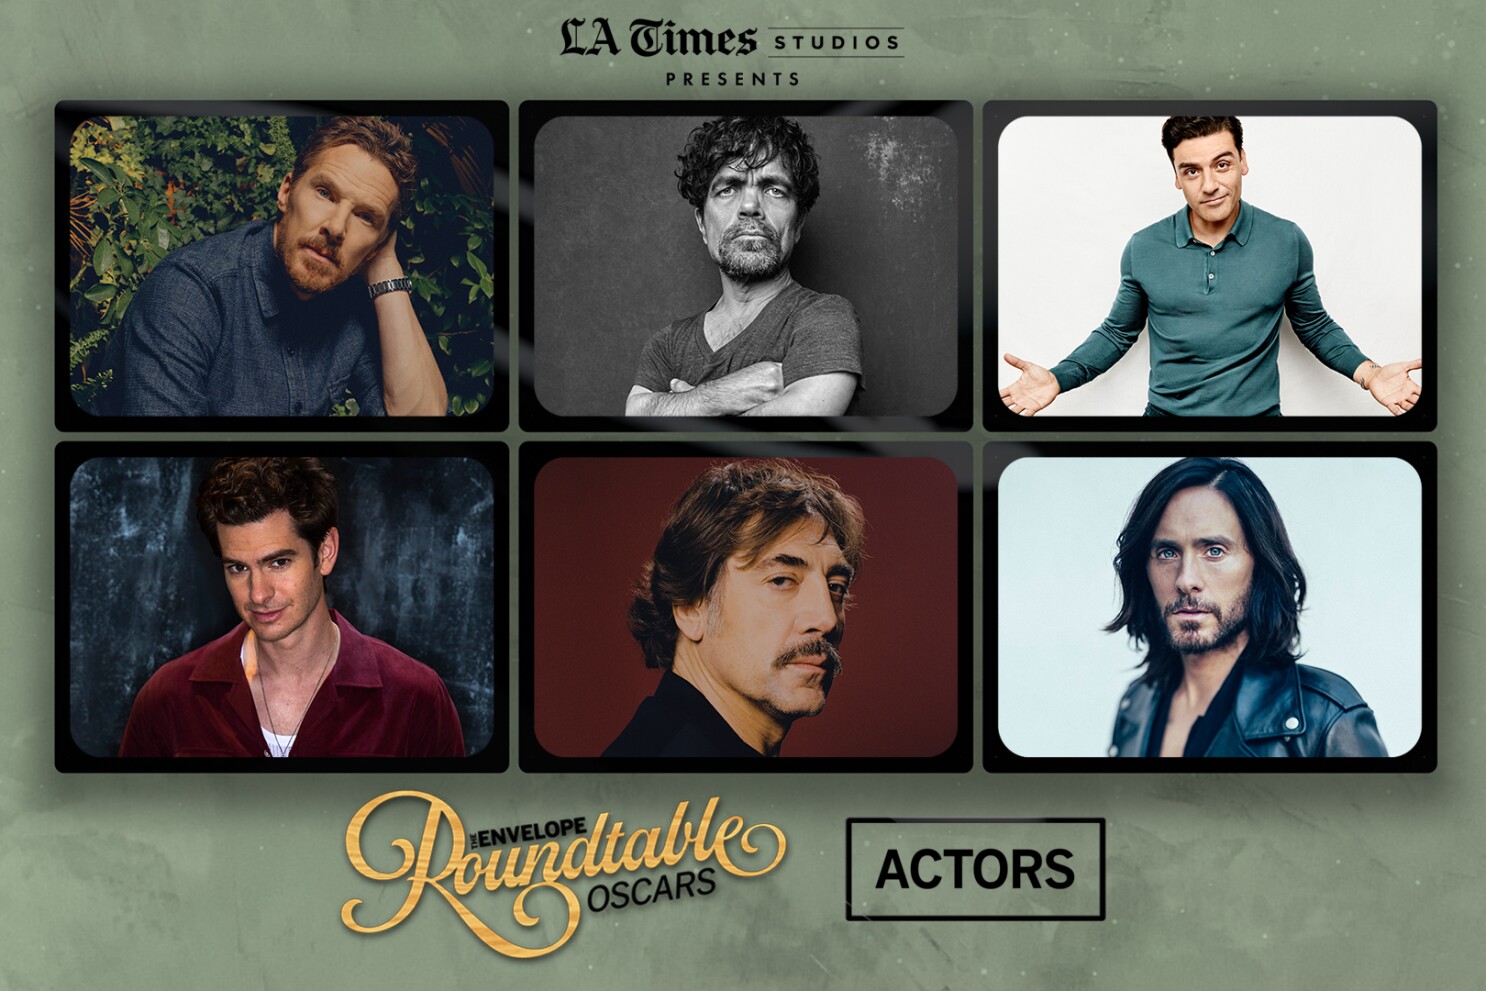 LA Times STUDIOS
PRESENTS
THE ENVELOPE
Roundtable
OSCARS
ACTORS